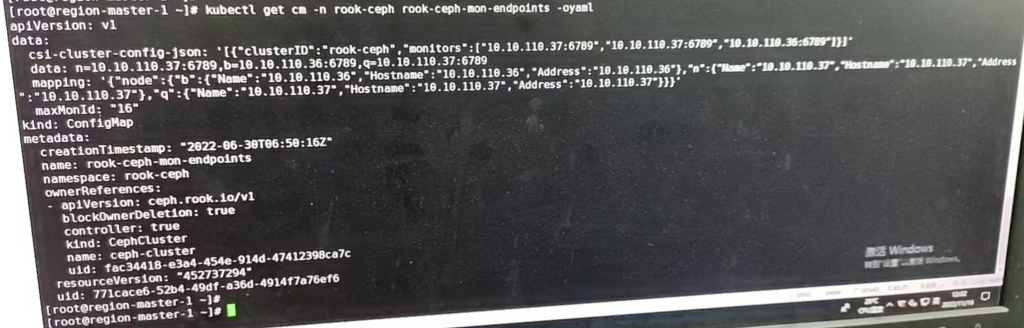 [root@region-master-1 ~]# kubectl get cm -n rook-ceph rook-ceph-mon-endpoints -oyaml
apiVersion: v1
data:
csi-cluster-config-json: '[{"clusterID":"rook-ceph","monitors":["10.10.110.37:6789","10.10.110.37:6789","10.10.110.36:6789"]}]'
data: n=10.10.110.37:6789,b=10.10.110.36:6789,q=10.10.110.37:6789
mapping: '{"node":{"b":{"Name":"10.10.110.36","Hostname":"10.10.110.36","Address":"10.10.110.36"},"n":{"Name":"10.10.110.37","Hostname":"10.10.110.37","Address
":"10.10.110.37"},"q":{"Name":"10.10.110.37","Hostname":"10.10.110.37","Address":"10.10.110.37"}}}'
maxMonId: "16"
kind: ConfigMap
metadata:
creationTimestamp: "2022-06-30T06:50:16Z"
name: rook-ceph-mon-endpoints
namespace: rook-ceph
ownerReferences:
- apiVersion: ceph.rook.io/v1
blockOwnerDeletion: true
controller: true
kind: CephCluster
name: ceph-cluster
uid: fac34418-e3a4-454e-914d-47412398ca7c
resourceVersion: "452737294"
uid: 771cace6-52b4-49df-a36d-4914f7a76ef6
[root@region-master-1 ~]#
[root@region-master-1 ~]#
激活 Windows
转到"设置"以激活 Windows。
12:02